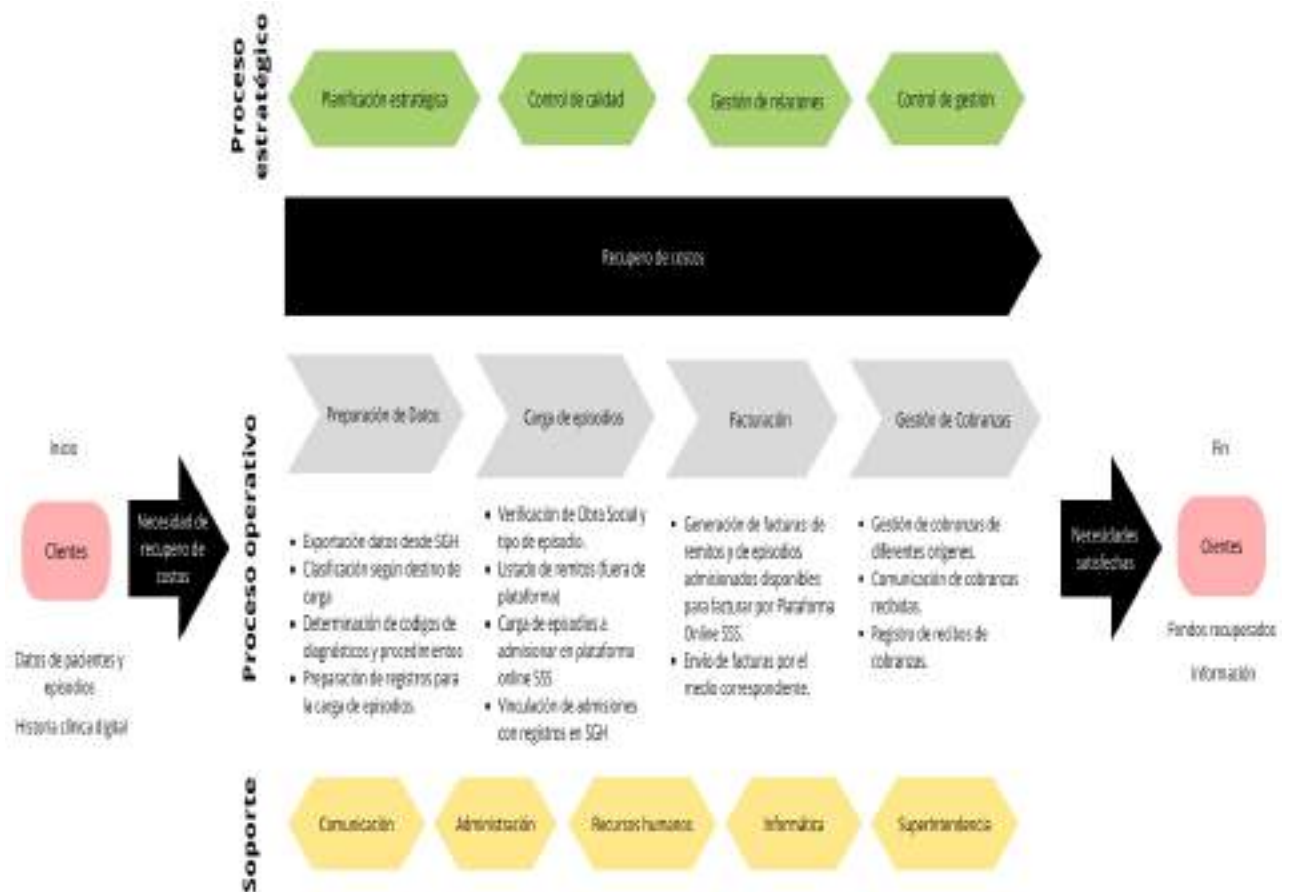 Proceso
estratégico
Planificación estratégica
Control de calidad
Gestión de relaciones
Control de gestión
Recupero de costos
Proceso operativo
Preparación de Datos
Carga de episodios
Facturación
Gestión de Cobranzas
Inicio
Clientes
Necesidad de
recupero de
costos
Datos de pacientes y
episodios
Historia clínica digital
• Exportación datos desde SGH
• Clasificación según destino de
carga
• Determinación de codigos de
diagnósticos y procedimientos
• Preparación de registros para
la carga de episodios.
• Verificación de Obra Social y
tipo de episodio.
• Listado de remitos (fuera de
plataforma)
• Carga de episodios a
admisionar en plataforma
online SSS
• Vinculación de admisiones
con registros en SGH
• Generación de facturas de
remitos y de episodios
admisionados disponibles
para facturar por Plataforma
Online SSS.
• Envío de facturas por el
medio correspondente.
• Gestión de cobranzas de
diferentes orígenes.
• Comunicación de cobranzas
recibidas.
• Registro de recibos de
cobranzas.
Necesidades
satisfechas
Fin
Clientes
Fondos recuperados
Información
Soporte
Comunicación
Administración
Recursos humanos
Informática
Superintendencia